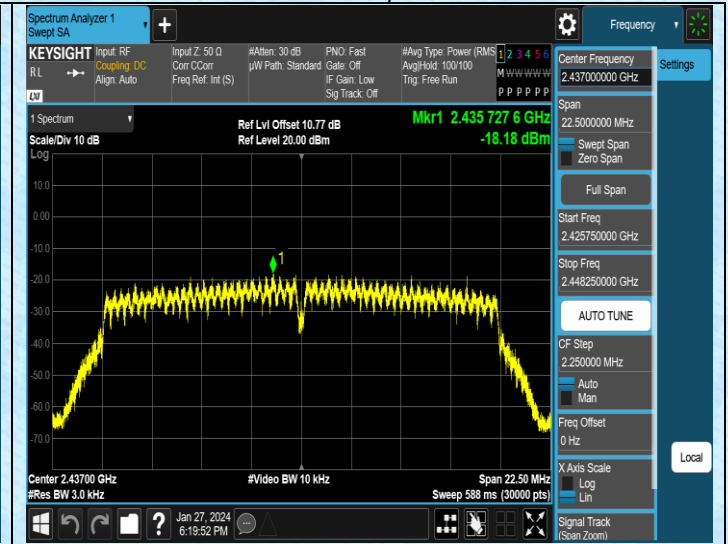 Spectrum Analyzer 1
Swept SA
+
Frequency
KEYSIGHT
RL
LXI
Input: RF
Coupling: DC
Align: Auto
Input Z: 50 Ω
Corr CCorr
Freq Ref: Int (S)
#Atten: 30 dB
µW Path: Standard
PNO: Fast
Gate: Off
IF Gain: Low
Sig Track: Off
#Avg Type: Power (RMS
Avg|Hold: 100/100
Trig: Free Run
1 2 3 4 5 6
M W W W W W
P P P P P P
Center Frequency
2.437000000 GHz
Settings
Span
22.5000000 MHz
Swept Span
Zero Span
Full Span
Start Freq
2.425750000 GHz
Stop Freq
2.448250000 GHz
AUTO TUNE
CF Step
2.250000 MHz
Auto
Man
Freq Offset
0 Hz
X Axis Scale
Log
Lin
Signal Track
(Span Zoom)
Local
1 Spectrum
Scale/Div 10 dB
Ref Lvl Offset 10.77 dB
Ref Level 20.00 dBm
Mkr1 2.435 727 6 GHz
-18.18 dBm
Log
10.0
0.00
-10.0
-20.0
-30.0
-40.0
-50.0
-60.0
-70.0
1
Center 2.43700 GHz
#Res BW 3.0 kHz
#Video BW 10 kHz
Span 22.50 MHz
Sweep 588 ms (30000 pts)
?
Jan 27, 2024
6:19:52 PM